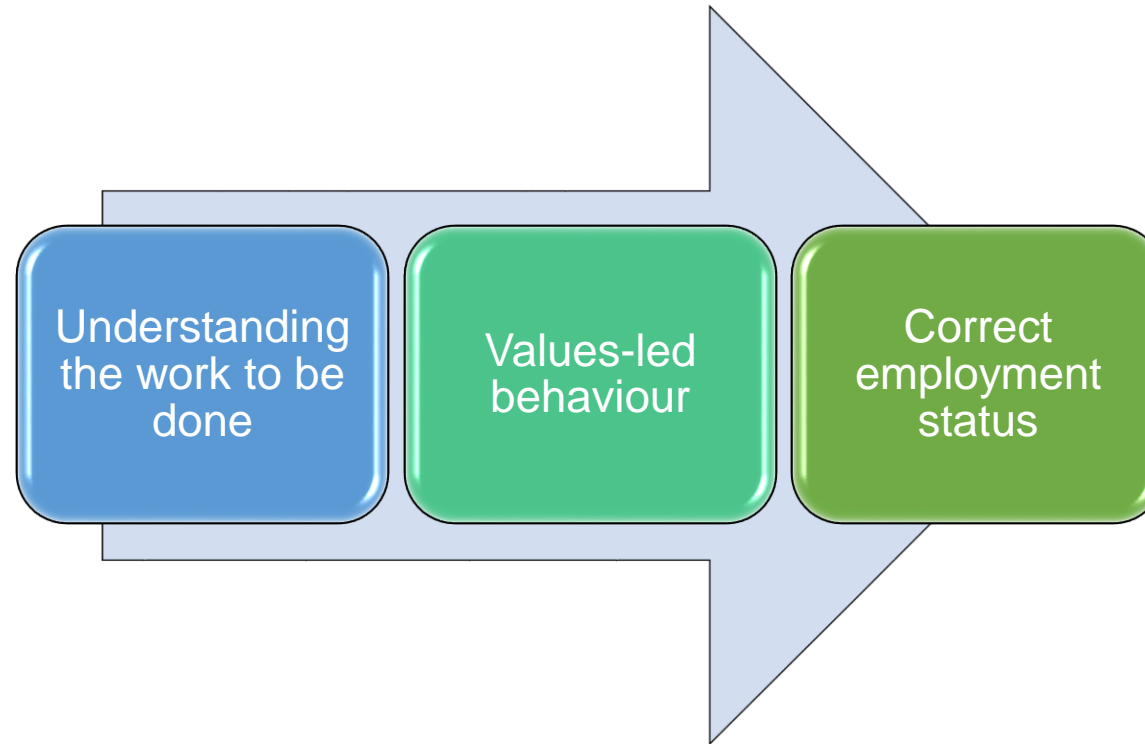 Understanding
the work to be
done
Values-led
behaviour
Correct
employment
status